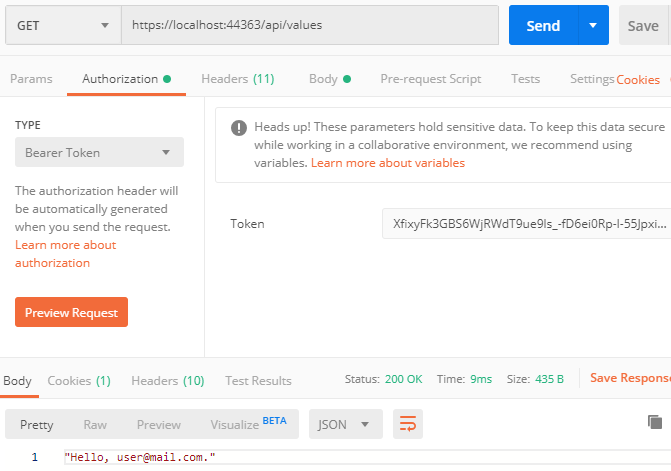 GET https://localhost:44363/api/values Send Save
Params Authorization Headers (11) Body Pre-request Script Tests Settings Cookies
TYPE
Bearer Token
The authorization header will
be automatically generated
when you send the request.
Learn more about
authorization
Preview Request
Heads up! These parameters hold sensitive data. To keep this data secure
while working in a collaborative environment, we recommend using
variables. Learn more about variables
Token XfixyFk3GBS6WjRWdT9ue9ls_-fD6ei0Rp-l-55Jpxi...
Body Cookies (1) Headers (10) Test Results Status: 200 OK Time: 9ms Size: 435 B Save Response
Pretty Raw Preview Visualize BETA JSON
1 "Hello, user@mail.com."